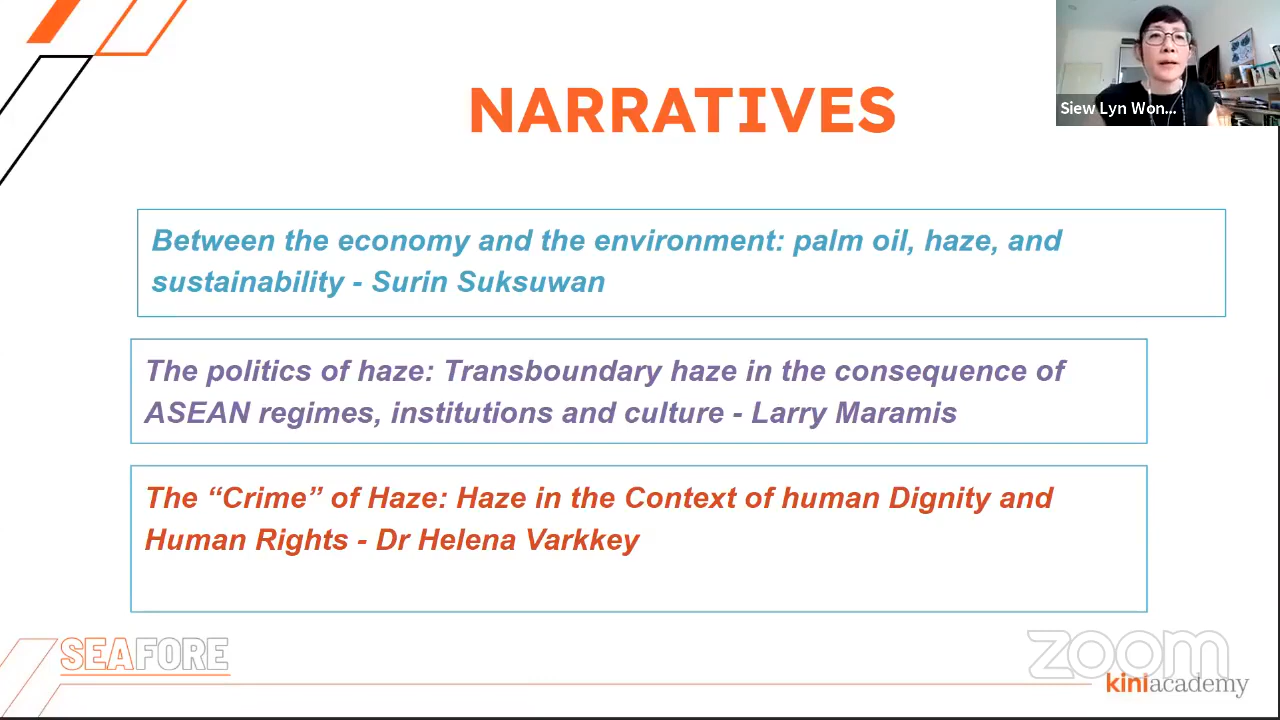 NARRATIVES
Siew Lyn Won...
Between the economy and the environment: palm oil, haze, and
sustainability - Surin Suksuwan
The politics of haze: Transboundary haze in the consequence of
ASEAN regimes, institutions and culture - Larry Maramis
The “Crime” of Haze: Haze in the Context of human Dignity and
Human Rights - Dr Helena Varkkey
SEAFORE
zoom
kiniacademy